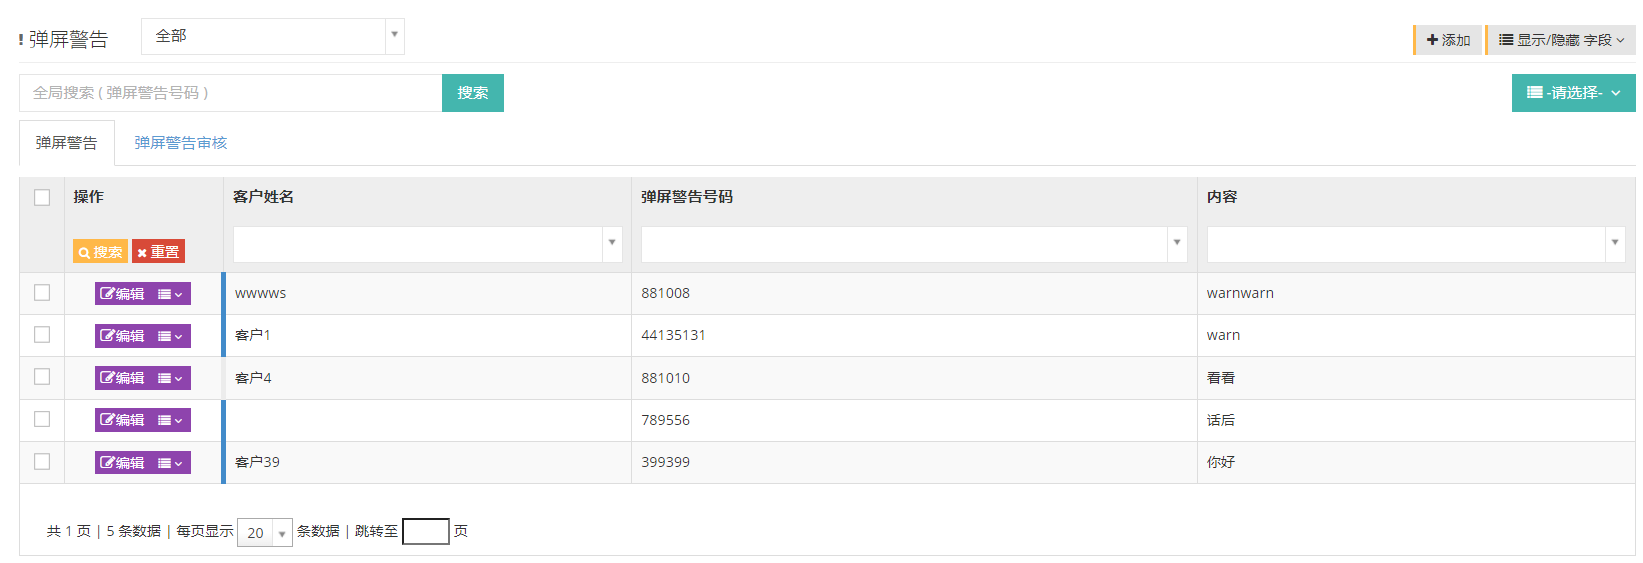 弹屏警告 全部 添加 显示/隐藏 字段
全局搜索 ( 弹屏警告号码 ) 搜索 -请选择-
弹屏警告 弹屏警告审核
操作 客户姓名 弹屏警告号码 内容
搜索 重置
编辑 wwwws 881008 warnwarn
编辑 客户1 44135131 warn
编辑 客户4 881010 看看
编辑 789556 话后
编辑 客户39 399399 你好
共 1 页 | 5 条数据 | 每页显示 20 条数据 | 跳转至 页